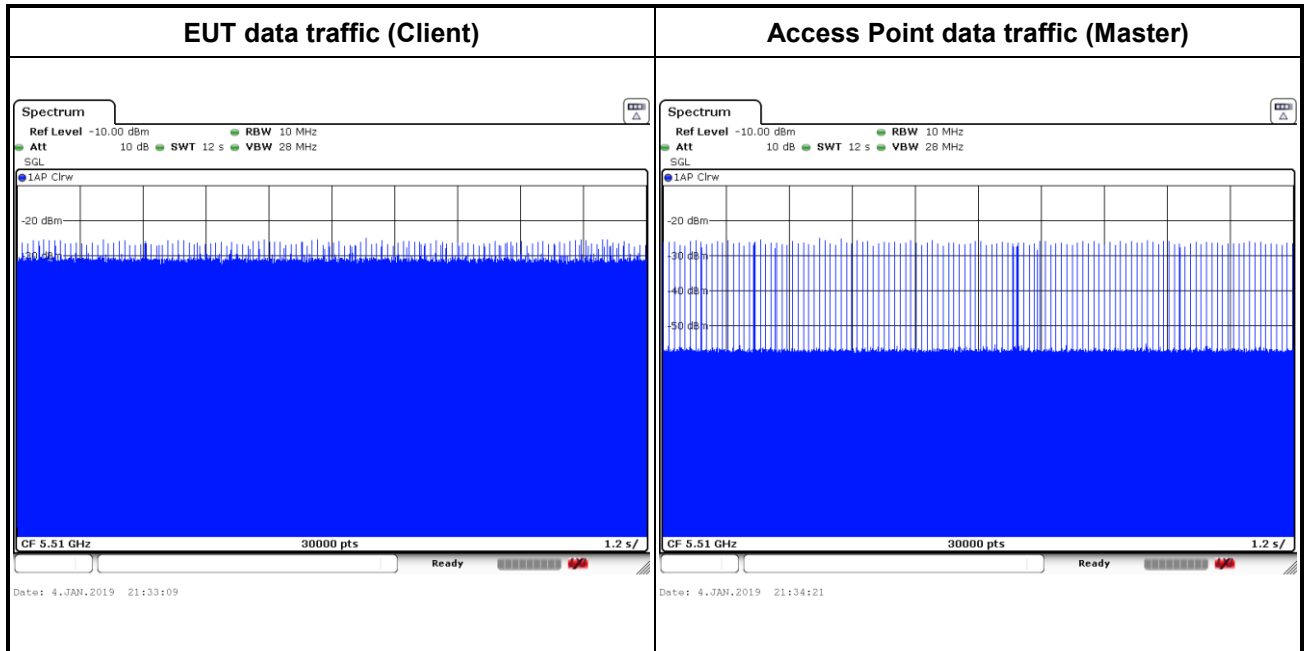 EUT data traffic (Client)
Access Point data traffic (Master)
Spectrum
Ref Level -10.00 dBm RBW 10 MHz
Att 10 dB SWT 12 s VBW 28 MHz
SGL
1AP Clrw
-20 dBm
-30 dBm
CF 5.51 GHz 30000 pts 1.2 s/
Ready
Date: 4.JAN.2019 21:33:09
Spectrum
Ref Level -10.00 dBm RBW 10 MHz
Att 10 dB SWT 12 s VBW 28 MHz
SGL
1AP Clrw
-20 dBm
-30 dBm
-40 dBm
-50 dBm
CF 5.51 GHz 30000 pts 1.2 s/
Ready
Date: 4.JAN.2019 21:34:21